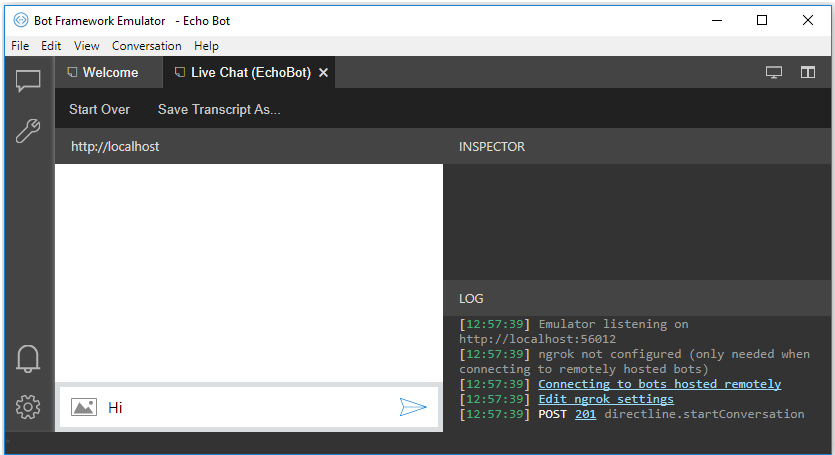 Bot Framework Emulator - Echo Bot
File Edit View Conversation Help
Welcome Live Chat (EchoBot)
Start Over Save Transcript As...
http://localhost
INSPECTOR
LOG
[12:57:39] Emulator listening on
http://localhost:56012
[12:57:39] ngrok not configured (only needed when
connecting to remotely hosted bots)
[12:57:39] Connecting to bots hosted remotely
[12:57:39] Edit ngrok settings
[12:57:39] POST 201 directline.startConversation
Hi